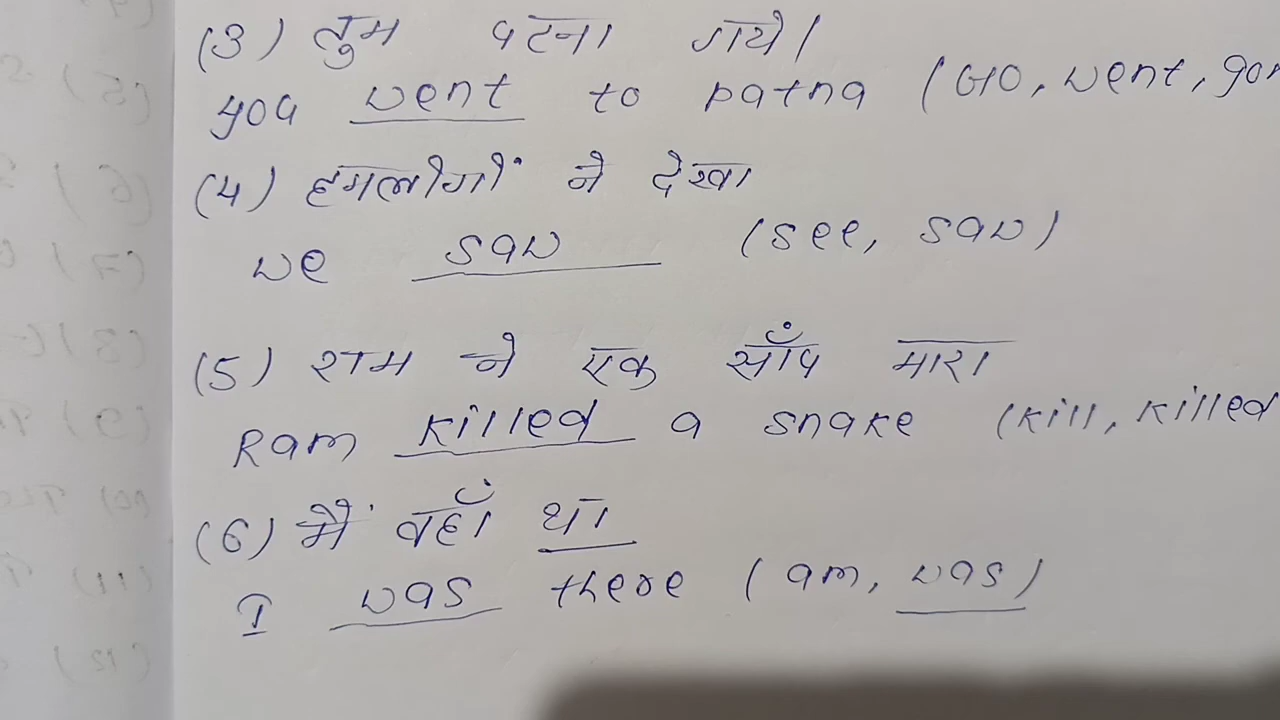 (3) तुम पटना गये।
you went to patna (GO, went, gon
(4) हमलोगों ने देखा
we saw (see, saw)
(5) राम ने एक साँप मारा
Ram killed a snake (kill, killed
(6) मैं वहाँ था
I was there (am, was)